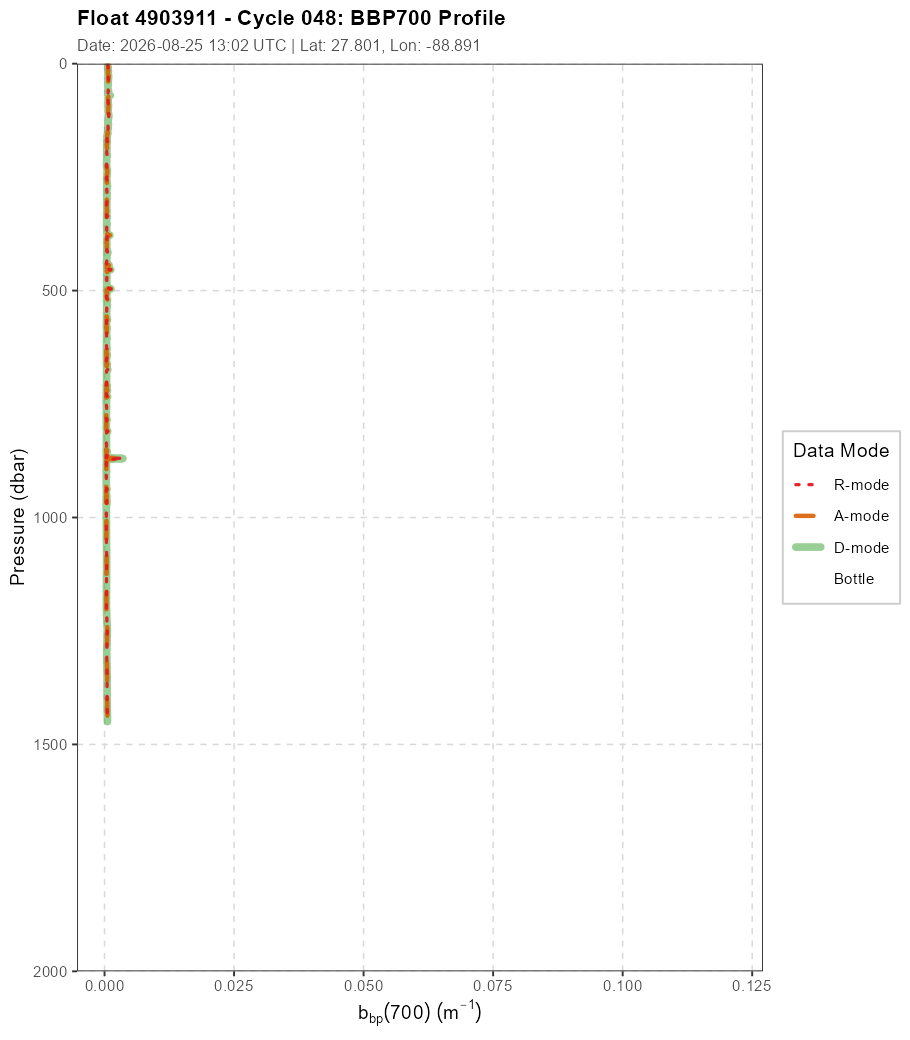 Float 4903911 - Cycle 048: BBP700 Profile
Date: 2026-08-25 13:02 UTC | Lat: 27.801, Lon: -88.891
0
500
1000
1500
2000
Pressure (dbar)
0.000 0.025 0.050 0.075 0.100 0.125
b_bp(700) (m⁻¹)
Data Mode
R-mode
A-mode
D-mode
Bottle